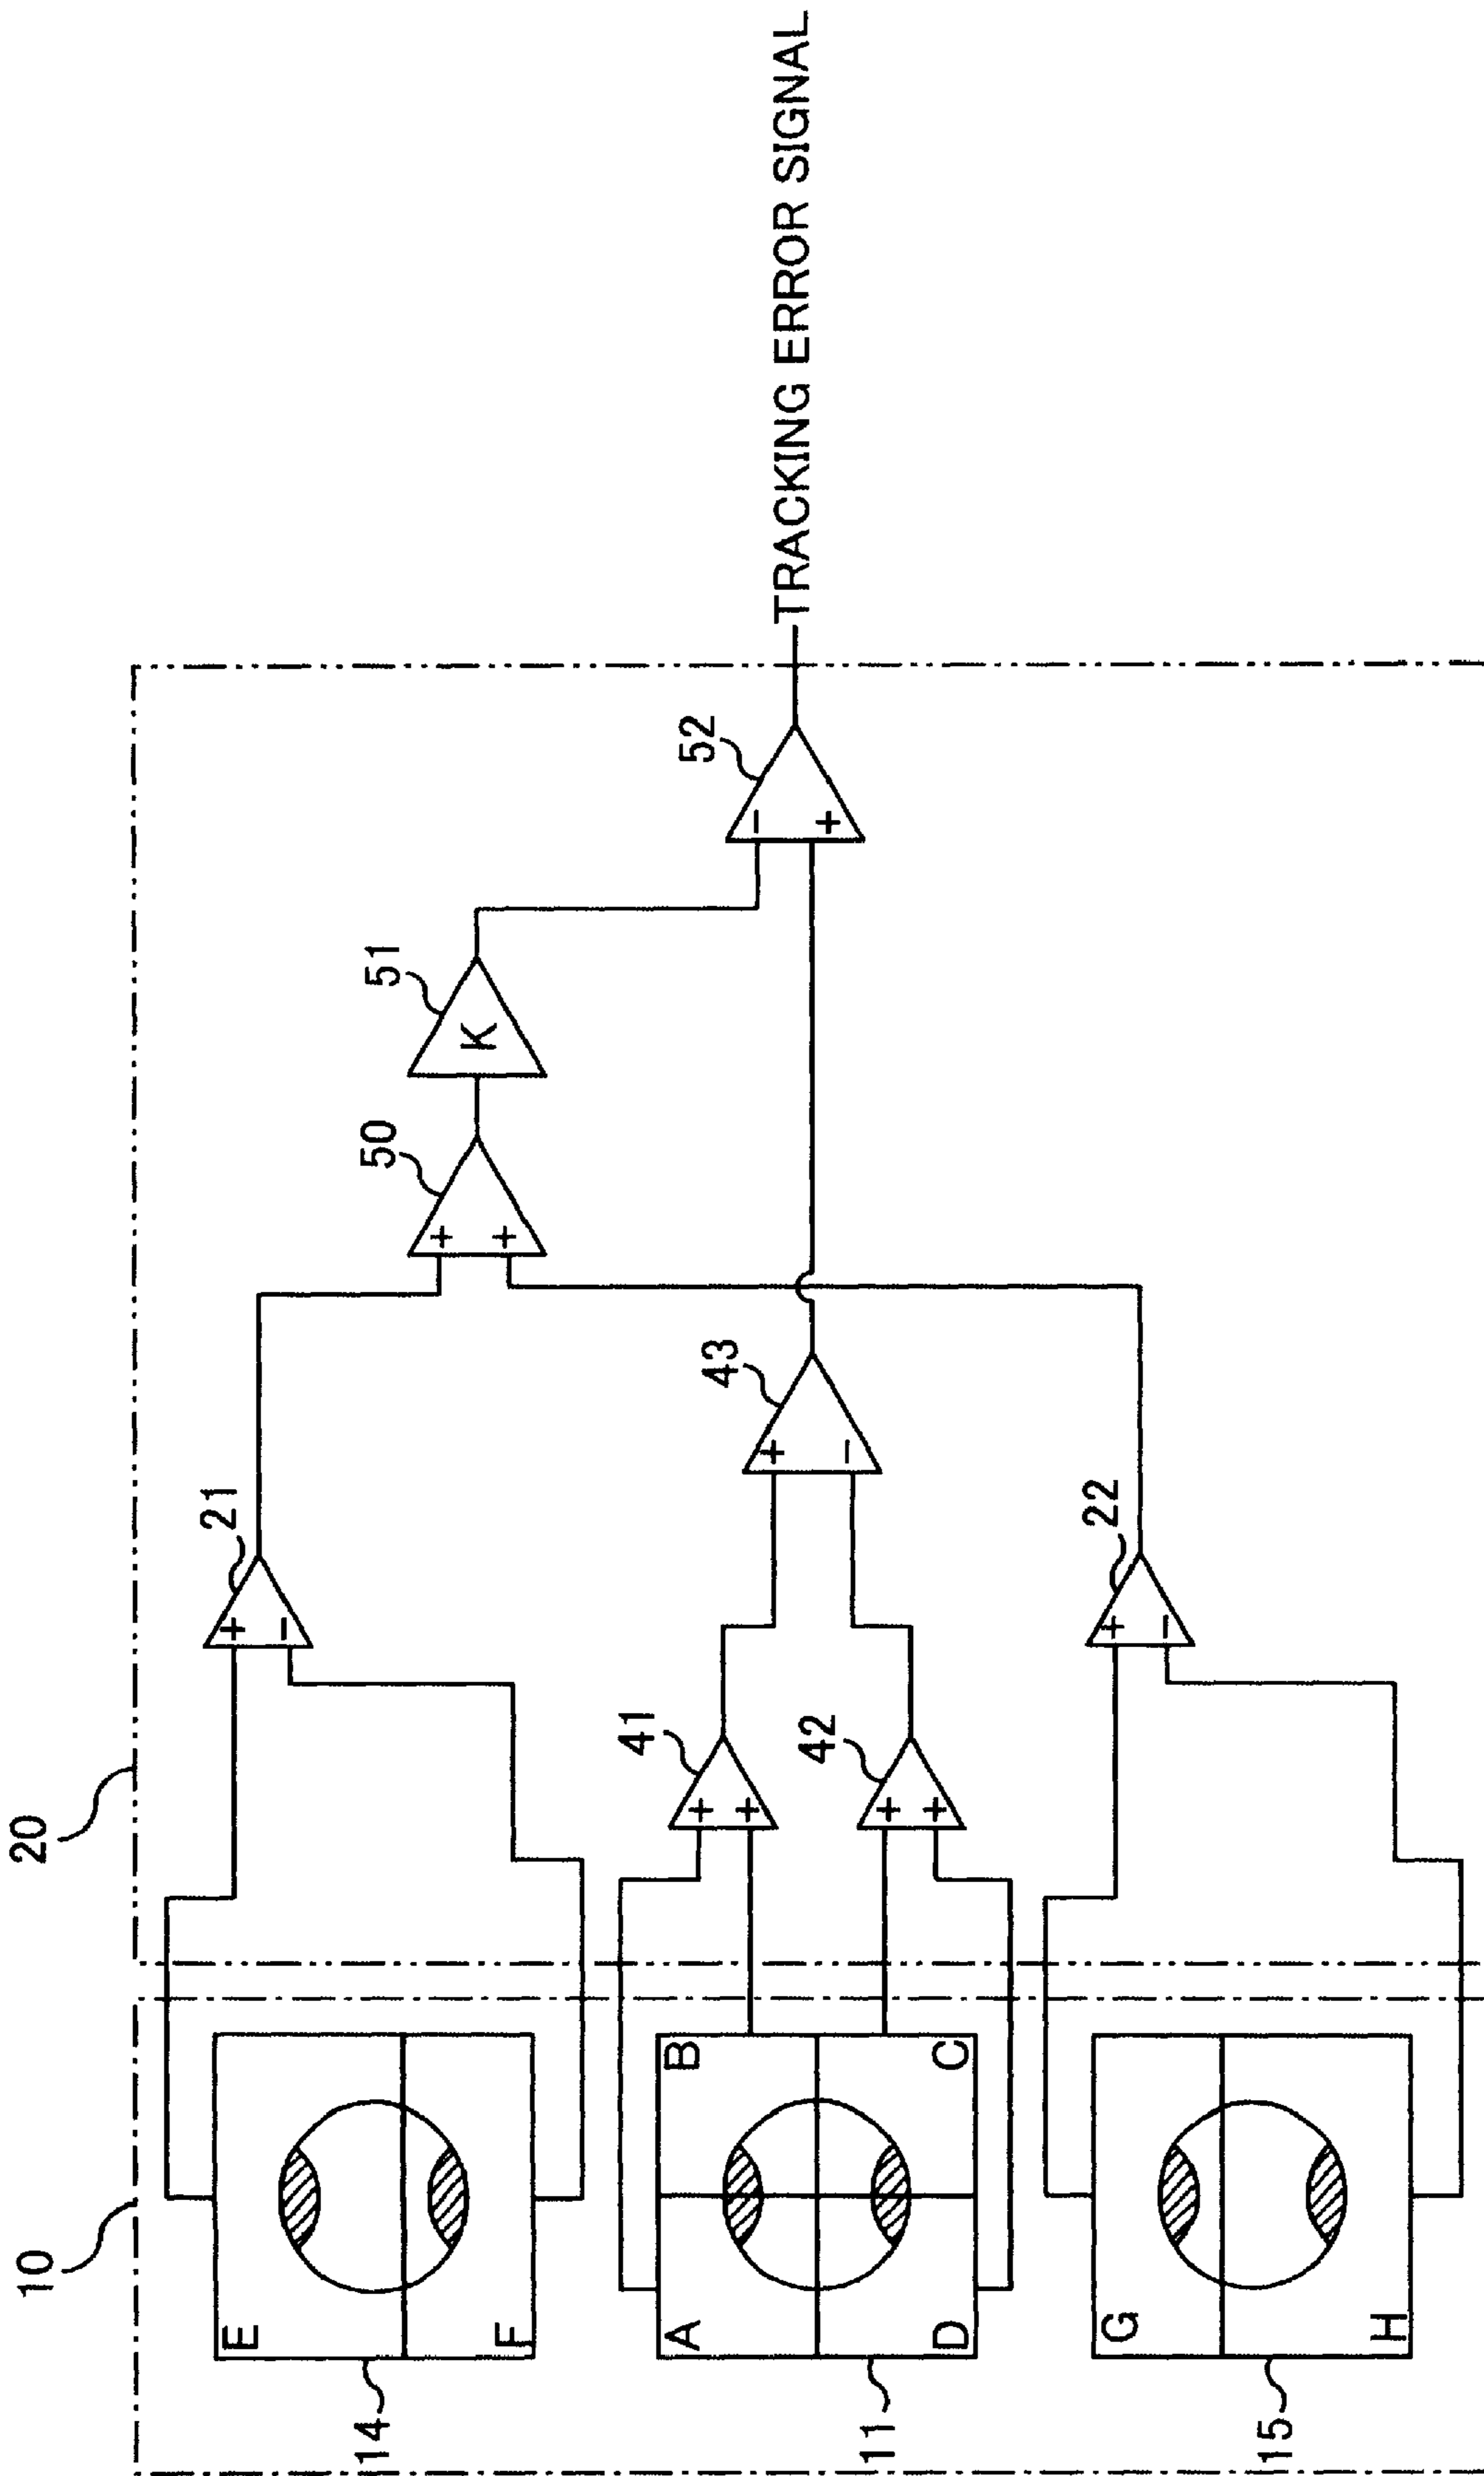 10
20
14
E
F
21
11
A
B
C
D
41
42
43
15
G
H
22
50
51
K
52
+
−
+
+
+
+
+
−
+
−
+
+
−
+
TRACKING ERROR SIGNAL